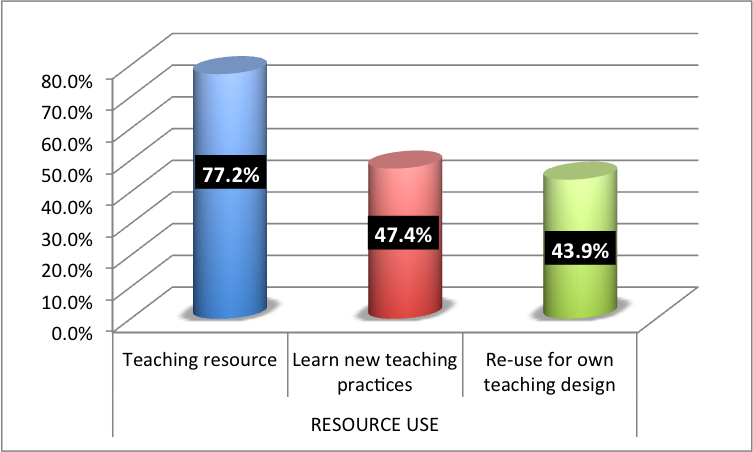 80.0%
70.0%
60.0%
50.0%
40.0%
30.0%
20.0%
10.0%
0.0%
77.2%
47.4%
43.9%
Teaching resource
Learn new teaching
practices
Re-use for own
teaching design
RESOURCE USE